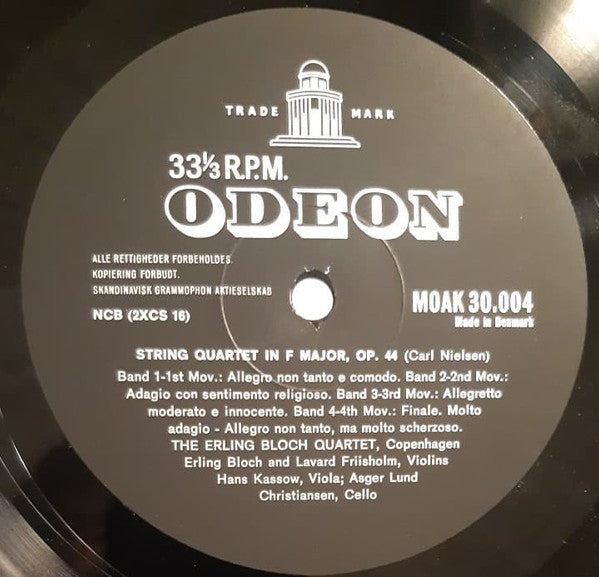 TRADE MARK
33⅓ R.P.M.
ODEON
ALLE RETTIGHEDER FORBEHOLDES.
KOPIERING FORBUDT.
SKANDINAVISK GRAMMOPHON AKTIESELSKAB
NCB (2XCS 16)
MOAK 30.004
Made in Denmark
STRING QUARTET IN F MAJOR, OP. 44 (Carl Nielsen)
Band 1-1st Mov.: Allegro non tanto e comodo. Band 2-2nd Mov.:
Adagio con sentimento religioso. Band 3-3rd Mov.: Allegretto
moderato e innocente. Band 4-4th Mov.: Finale. Molto
adagio - Allegro non tanto, ma molto scherzoso.
THE ERLING BLOCH QUARTET, Copenhagen
Erling Bloch and Lavard Friisholm, Violins
Hans Kassow, Viola; Asger Lund
Christiansen, Cello